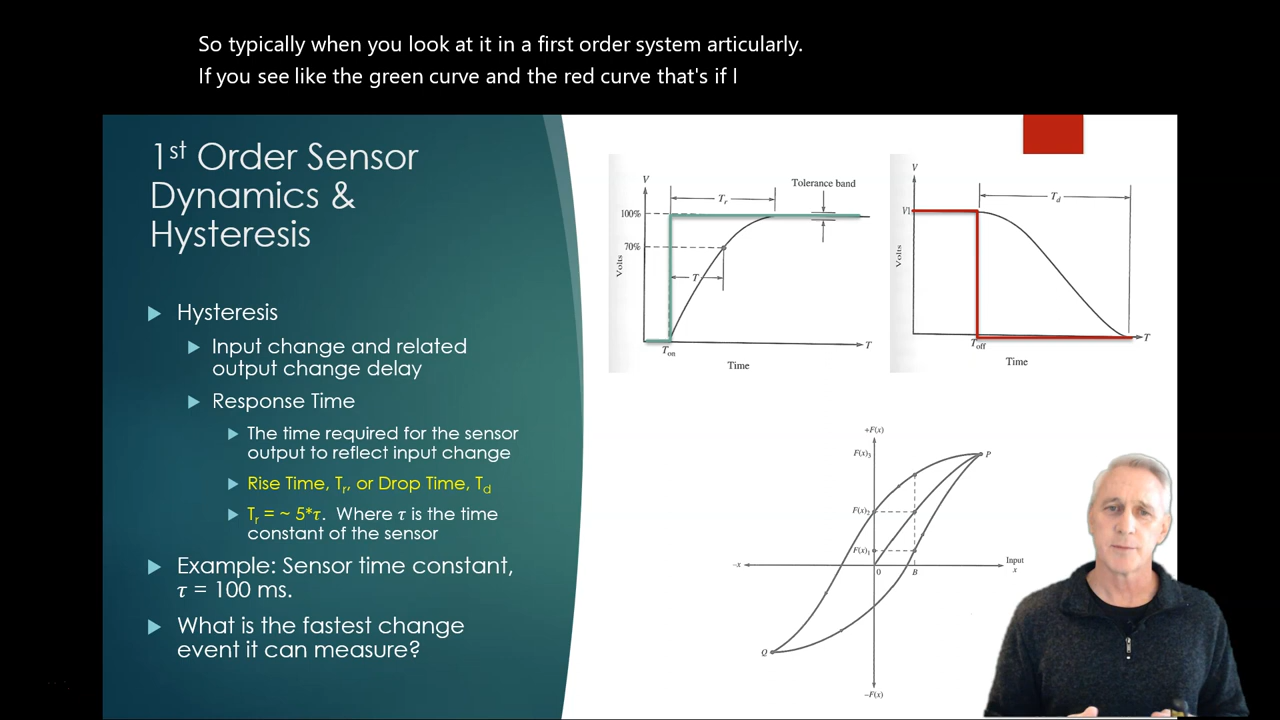 So typically when you look at it in a first order system articularly.
If you see like the green curve and the red curve that's if I
1st Order Sensor
Dynamics &
Hysteresis
Hysteresis
Input change and related
output change delay
Response Time
The time required for the sensor
output to reflect input change
Rise Time, Tr, or Drop Time, Td
Tr = ~ 5*τ. Where τ is the time
constant of the sensor
Example: Sensor time constant,
τ = 100 ms.
What is the fastest change
event it can measure?
V
Tr
Tolerance band
100%
70%
Volts
T
Ton
T
Time
V
Td
V1
Volts
Toff
T
Time
+F(x)
F(x)3
P
F(x)2
F(x)1
-x
0
B
Input
x
Q
-F(x)